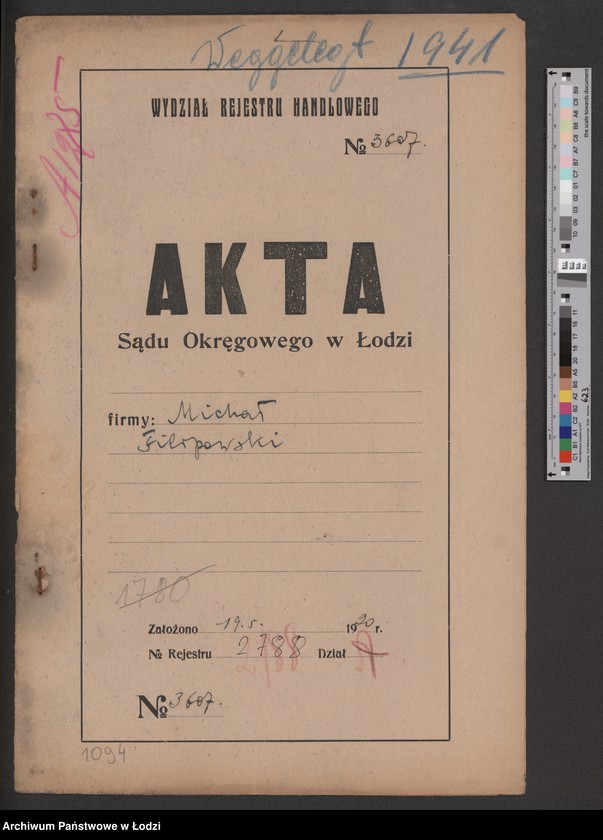 Weggelegt 1941
A1985
WYDZIAŁ REJESTRU HANDLOWEGO
№ 3607.
AKTA
Sądu Okręgowego w Łodzi
firmy: Michał
Filipowski
1780
Założono 19.5. 1920 r.
№ Rejestru 2788 Dział A
№ 3607.
1094
Archiwum Państwowe w Łodzi